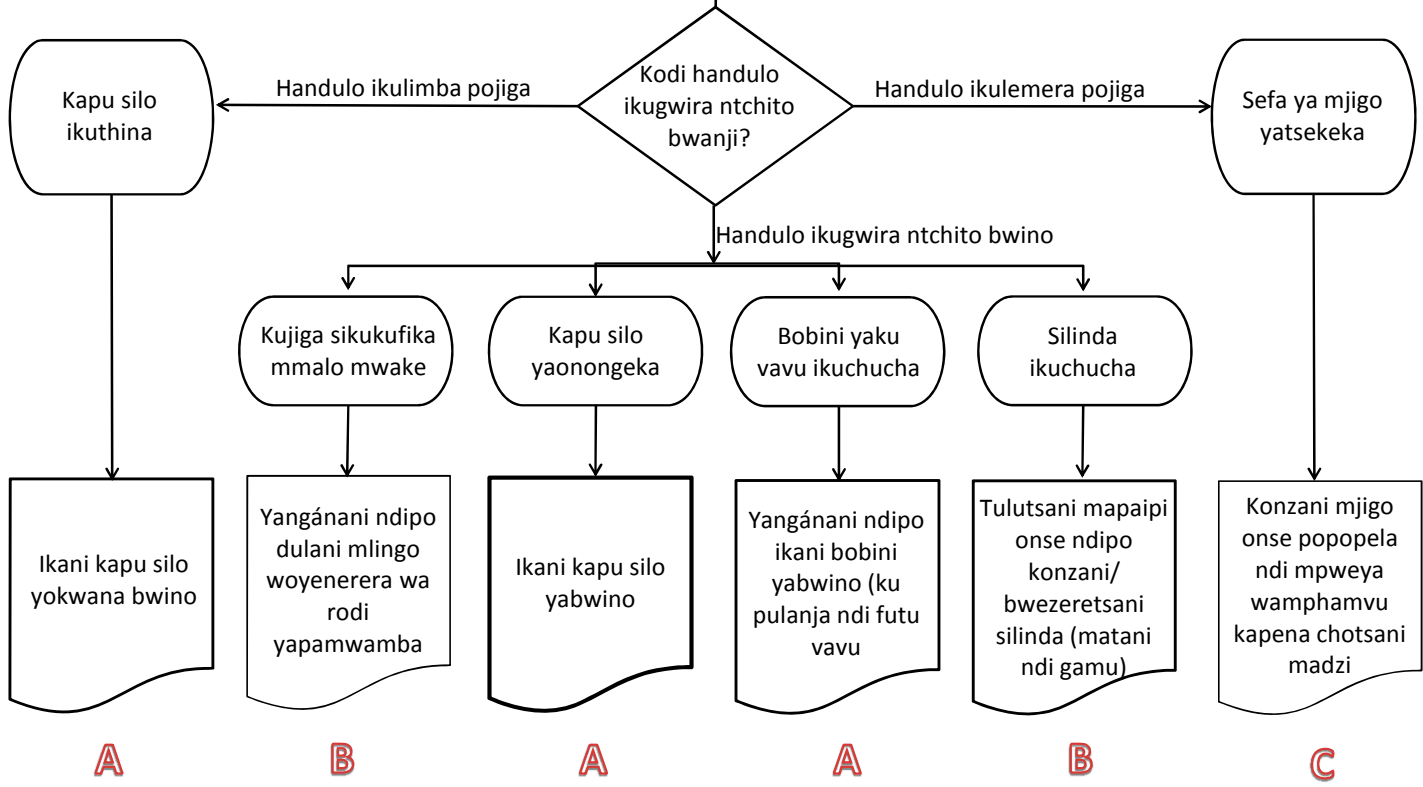 Kodi handulo
ikugwira ntchito
bwanji?
Handulo ikulimba pojiga
Handulo ikulemera pojiga
Kapu silo
ikuthina
Sefa ya mjigo
yatsekeka
Handulo ikugwira ntchito bwino
Kujiga sikukufika
mmalo mwake
Kapu silo
yaonongeka
Bobini yaku
vavu ikuchucha
Silinda
ikuchucha
Ikani kapu silo
yokwana bwino
Yangánani ndipo
dulani mlingo
woyenerera wa
rodi
yapamwamba
Ikani kapu silo
yabwino
Yangánani ndipo
ikani bobini
yabwino (ku
pulanja ndi futu
vavu
Tulutsani mapaipi
onse ndipo
konzani/
bwezeretsani
silinda (matani
ndi gamu)
Konzani mjigo
onse popopela
ndi mpweya
wamphamvu
kapena chotsani
madzi
A
B
A
A
B
C